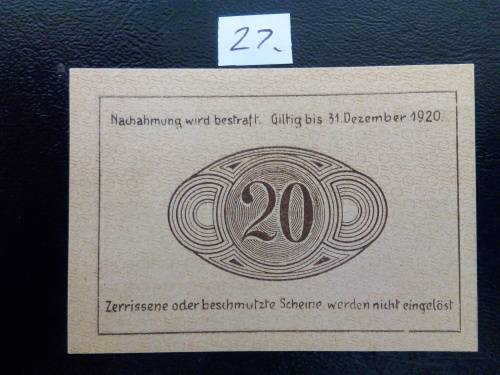 27.
Nachahmung wird bestraft. Giltig bis 31. Dezember 1920.
20
Zerrissene oder beschmutzte Scheine werden nicht eingelöst